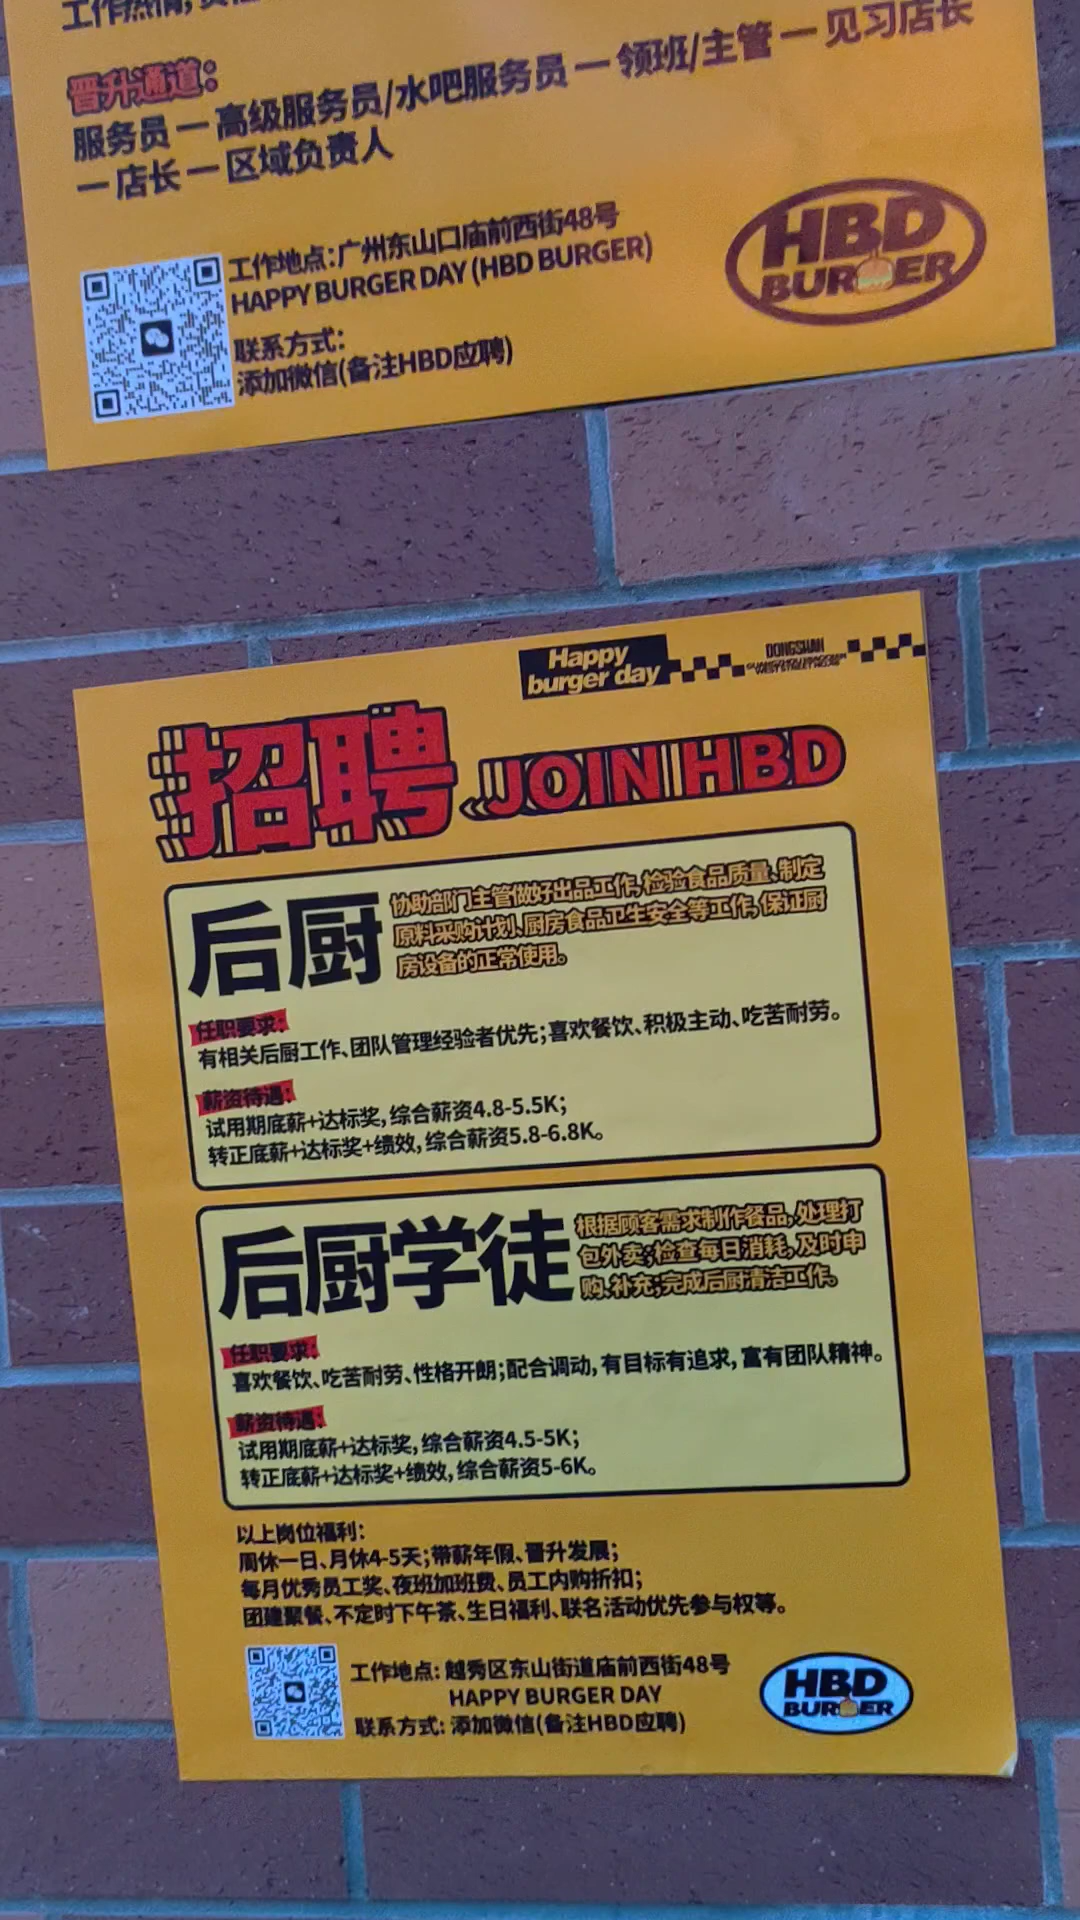 工作热情,责任
晋升通道:
服务员 — 高级服务员/水吧服务员 — 领班/主管 — 见习店长
— 店长 — 区域负责人
工作地点:广州东山口庙前西街48号
HAPPY BURGER DAY (HBD BURGER)
联系方式:
添加微信(备注HBD应聘)
HBD
BURGER
Happy
burger day
DONGSHAN
招聘 JOIN HBD
后厨
协助部门主管做好出品工作,检验食品质量、制定
原料采购计划、厨房食品卫生安全等工作,保证厨
房设备的正常使用。
任职要求:
有相关后厨工作、团队管理经验者优先;喜欢餐饮、积极主动、吃苦耐劳。
薪资待遇:
试用期底薪+达标奖,综合薪资4.8-5.5K;
转正底薪+达标奖+绩效,综合薪资5.8-6.8K。
后厨学徒
根据顾客需求制作餐品,处理打
包外卖;检查每日消耗,及时申
购、补充;完成后厨清洁工作。
任职要求:
喜欢餐饮、吃苦耐劳、性格开朗;配合调动,有目标有追求,富有团队精神。
薪资待遇:
试用期底薪+达标奖,综合薪资4.5-5K;
转正底薪+达标奖+绩效,综合薪资5-6K。
以上岗位福利:
周休一日、月休4-5天;带薪年假、晋升发展;
每月优秀员工奖、夜班加班费、员工内购折扣;
团建聚餐、不定时下午茶、生日福利、联名活动优先参与权等。
工作地点: 越秀区东山街道庙前西街48号
HAPPY BURGER DAY
联系方式: 添加微信(备注HBD应聘)
HBD
BURGER